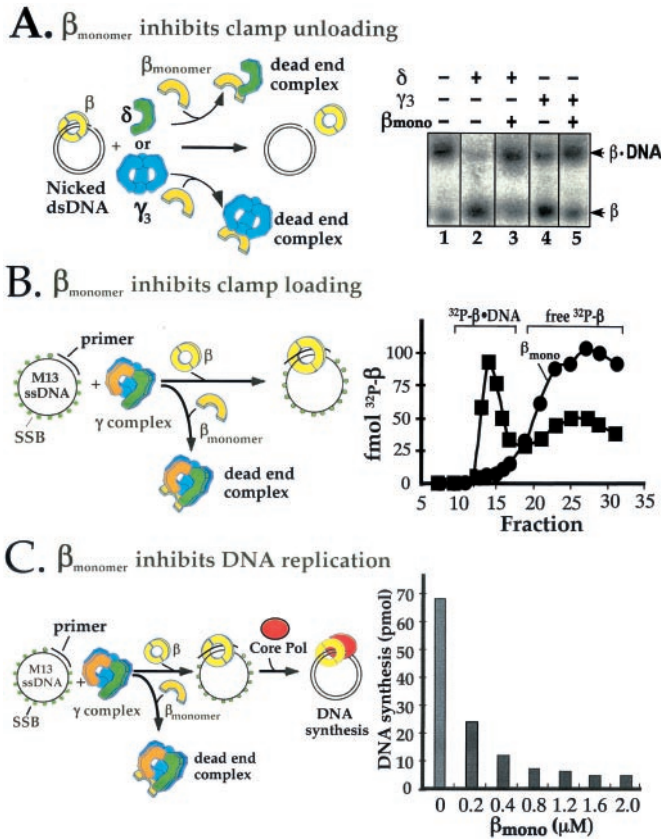 A. βmonomer inhibits clamp unloading
βmonomer
dead end
complex
β
δ
+
or
Nicked
dsDNA
γ3
dead end
complex
δ - + + - -
γ3 - - - + +
βmono - - + - +
β·DNA
β
1 2 3 4 5
B. βmonomer inhibits clamp loading
primer
M13
ssDNA
+
SSB
γ complex
β
βmonomer
dead end
complex
32P-β•DNA free 32P-β
βmono
fmol 32P-β
100
75
50
25
0
5 10 15 20 25 30 35
Fraction
C. βmonomer inhibits DNA replication
primer
M13
ssDNA
+
SSB
γ complex
β
βmonomer
Core Pol
DNA
synthesis
dead end
complex
DNA synthesis (pmol)
70
60
50
40
30
20
10
0
0 0.2 0.4 0.8 1.2 1.6 2.0
βmono (μM)